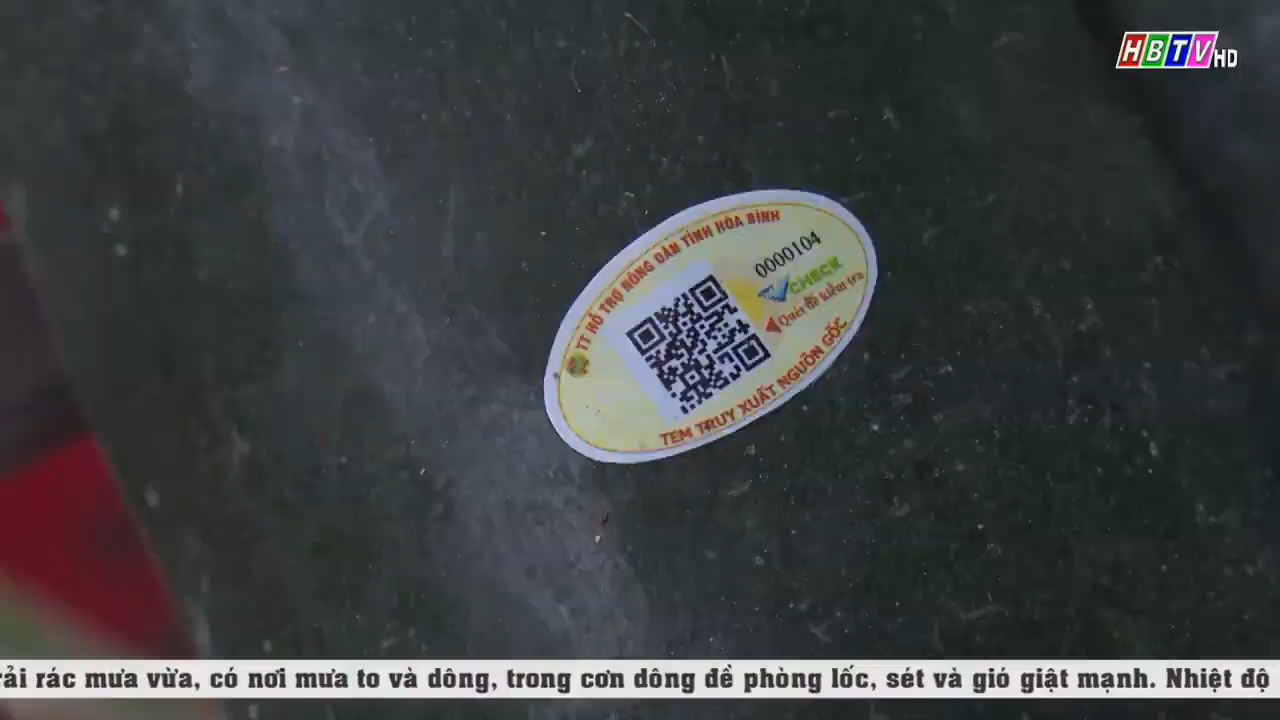 HBTV HD
TT HỖ TRỢ NÔNG DÂN TỈNH HÒA BÌNH
0000104
CHECK
Quét để kiểm tra
TEM TRUY XUẤT NGUỒN GỐC
rải rác mưa vừa, có nơi mưa to và dông, trong cơn dông đề phòng lốc, sét và gió giật mạnh. Nhiệt độ